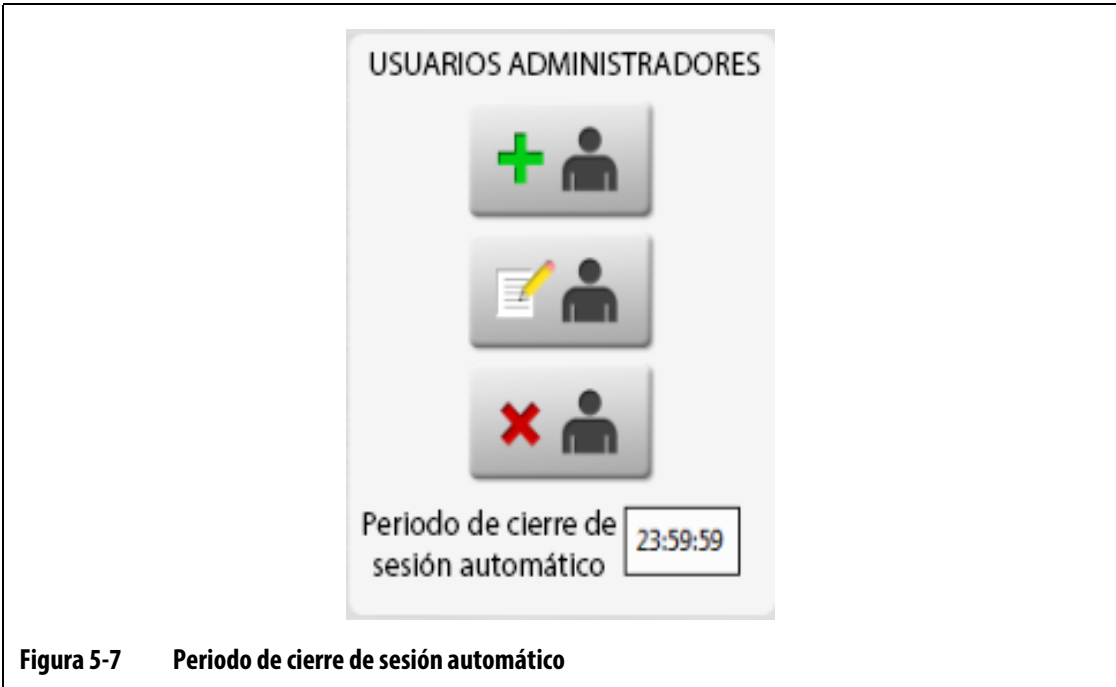 USUARIOS ADMINISTRADORES
Periodo de cierre de
sesión automático
23:59:59
Figura 5-7 Periodo de cierre de sesión automático